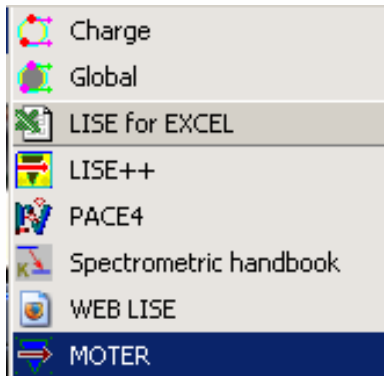 Charge
Global
LISE for EXCEL
LISE++
PACE4
Spectrometric handbook
WEB LISE
MOTER